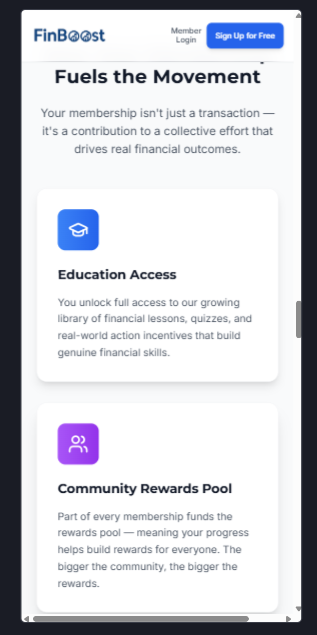 FinBoost
Member
Login
Sign Up for Free
Fuels the Movement
Your membership isn't just a transaction —
it's a contribution to a collective effort that
drives real financial outcomes.
Education Access
You unlock full access to our growing
library of financial lessons, quizzes, and
real-world action incentives that build
genuine financial skills.
Community Rewards Pool
Part of every membership funds the
rewards pool — meaning your progress
helps build rewards for everyone. The
bigger the community, the bigger the
rewards.